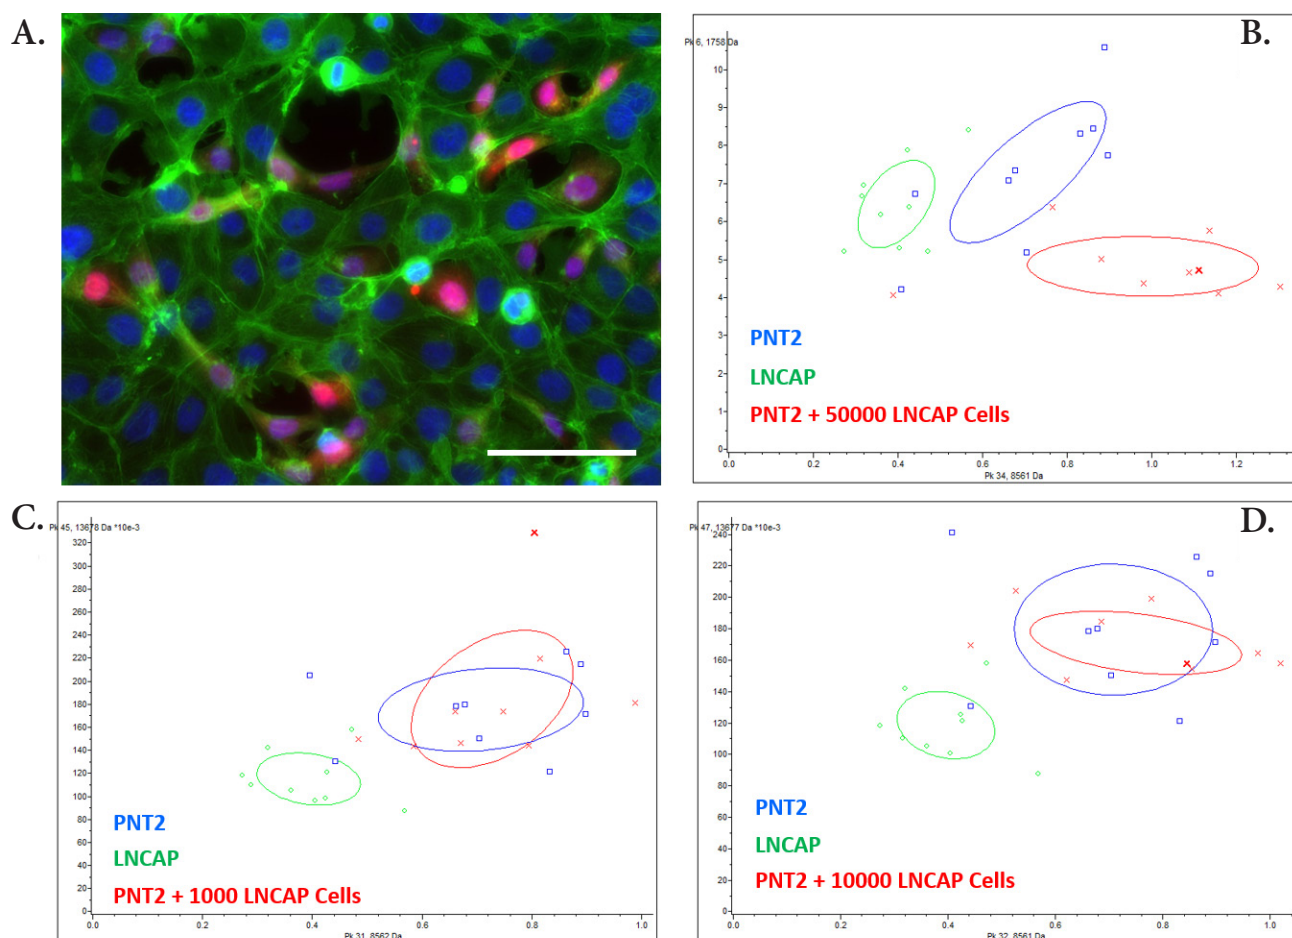 A.
B.
Pk 6, 1758 Da
10
9
8
7
6
5
4
3
2
1
0
0.0 0.2 0.4 0.6 0.8 1.0 1.2
Pk 34, 8561 Da
PNT2
LNCAP
PNT2 + 50000 LNCAP Cells
C.
Pk 45, 13678 Da *10e-3
320
300
280
260
240
220
200
180
160
140
120
100
80
60
40
20
0
0.0 0.2 0.4 0.6 0.8 1.0
Pk 31, 8562 Da
PNT2
LNCAP
PNT2 + 1000 LNCAP Cells
D.
Pk 47, 13677 Da *10e-3
240
220
200
180
160
140
120
100
80
60
40
20
0
0.0 0.2 0.4 0.6 0.8 1.0
Pk 32, 8561 Da
PNT2
LNCAP
PNT2 + 10000 LNCAP Cells